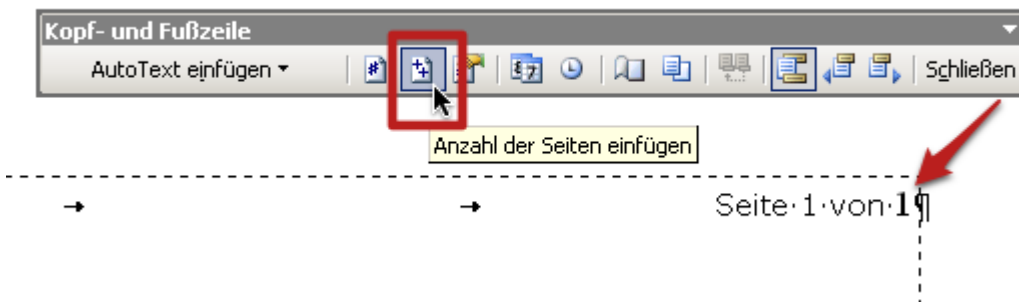 Kopf- und Fußzeile
AutoText einfügen
Schließen
Anzahl der Seiten einfügen
Seite·1·von·1¶